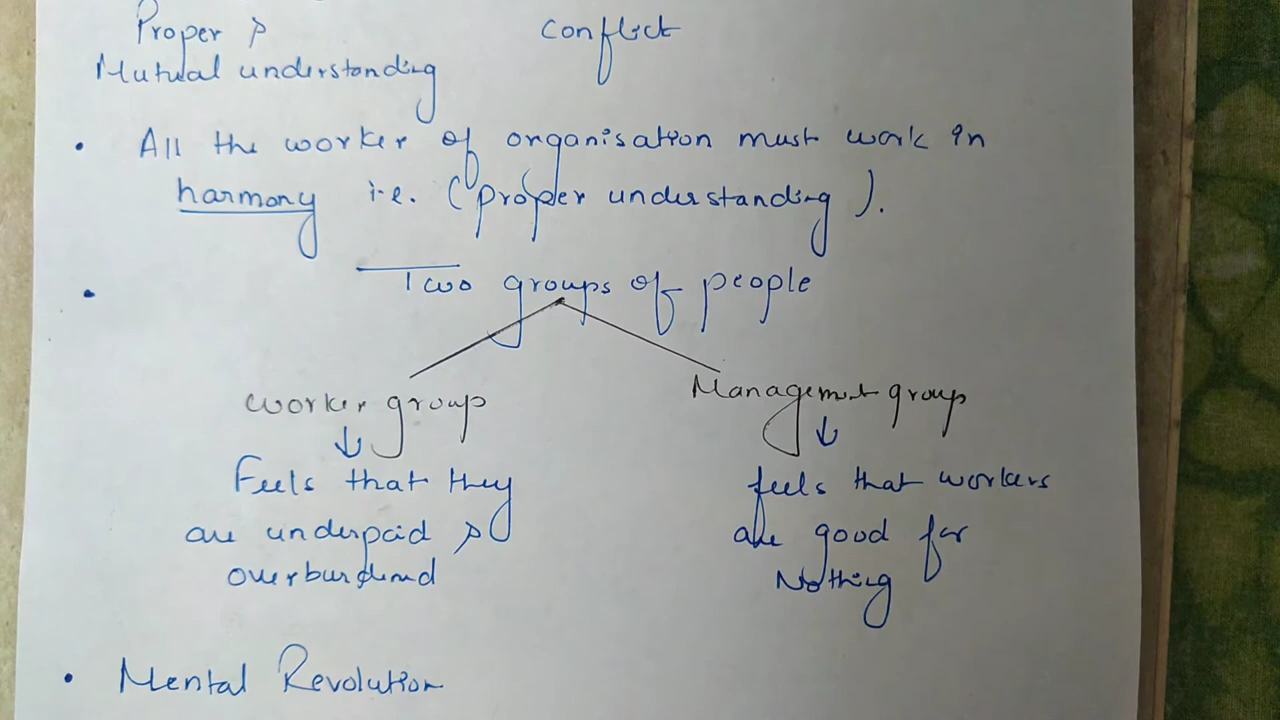 Proper & Conflict
Mutual understanding
• All the worker of organisation must work in
harmony i.e. (proper understanding).
• Two groups of people
Worker group Management group
↓ ↓
Feels that they feels that workers
are underpaid & are good for
overburdened Nothing
• Mental Revolution